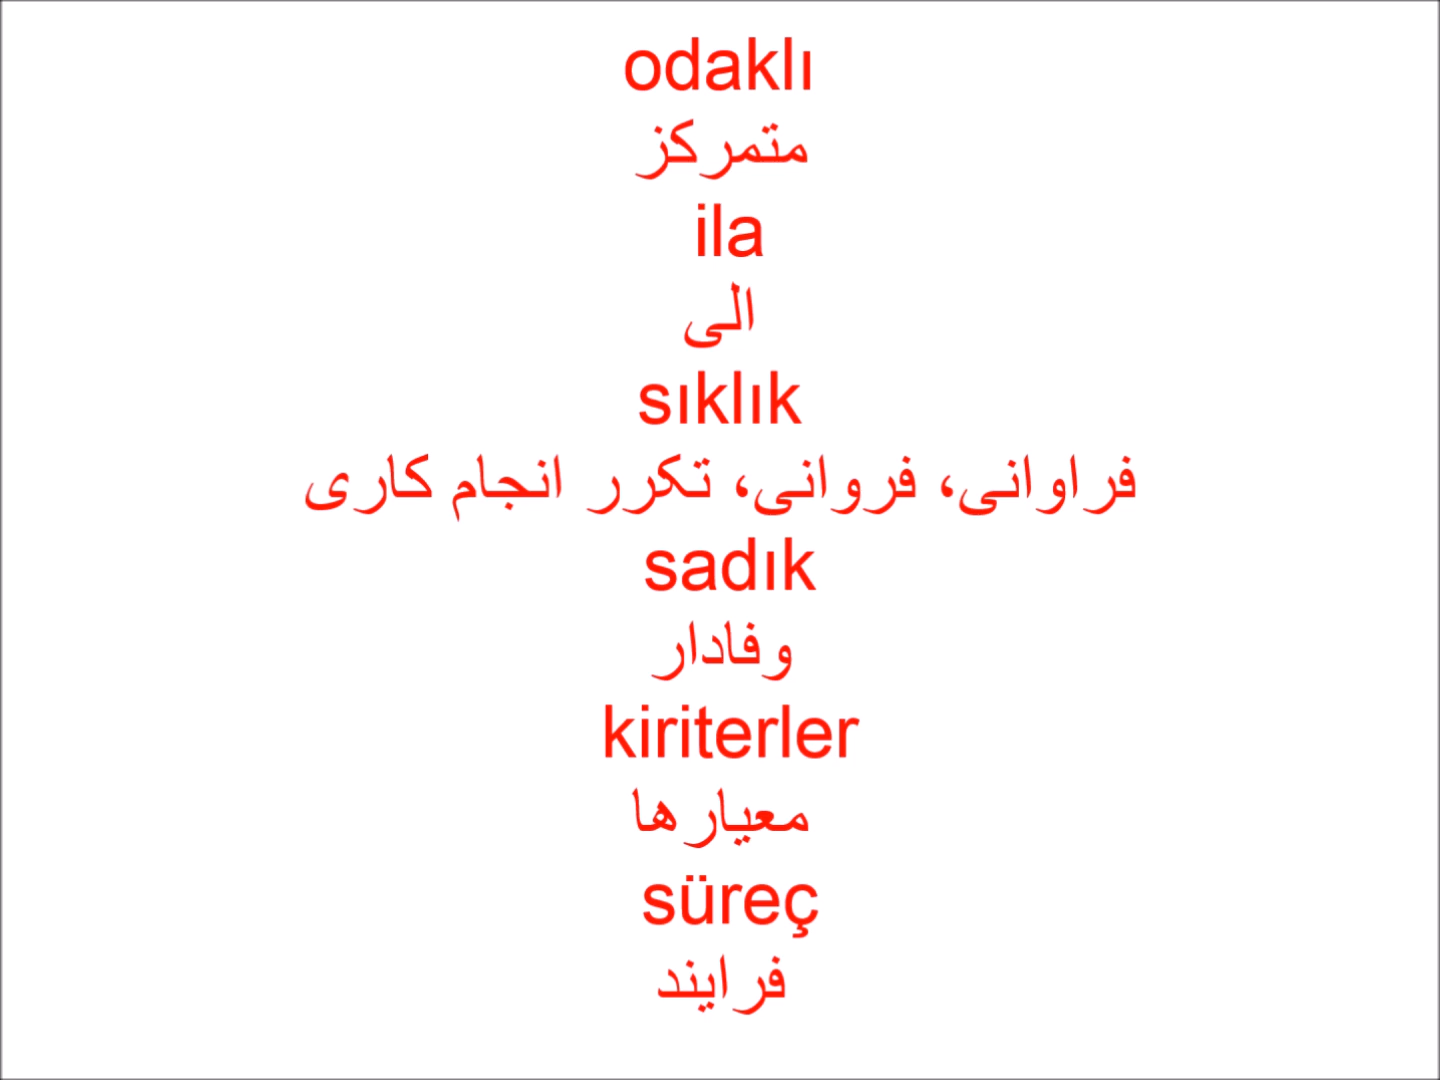 odaklı
متمرکز
ila
الی
sıklık
فراوانی، فروانی، تکرر انجام کاری
sadık
وفادار
kiriterler
معیارها
süreç
فرایند